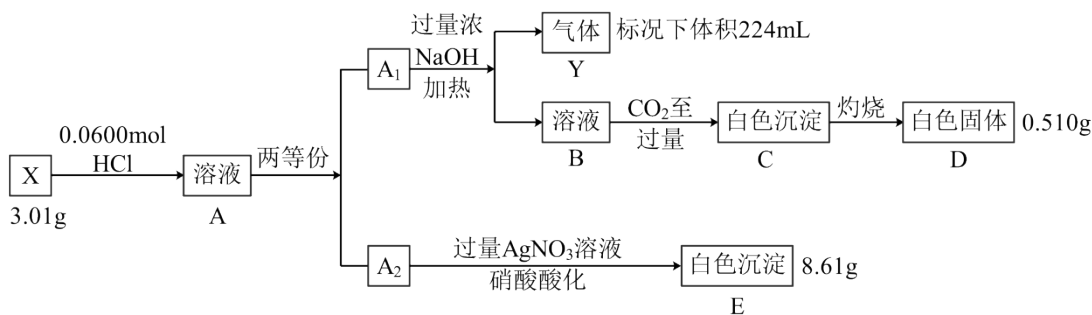 过量浓
NaOH
加热
A₁
气体
标况下体积224mL
Y
0.0600mol
HCl
两等份
溶液
B
CO₂至
过量
白色沉淀
C
灼烧
白色固体
D
0.510g
X
3.01g
溶液
A
A₂
过量AgNO₃溶液
硝酸酸化
白色沉淀
E
8.61g